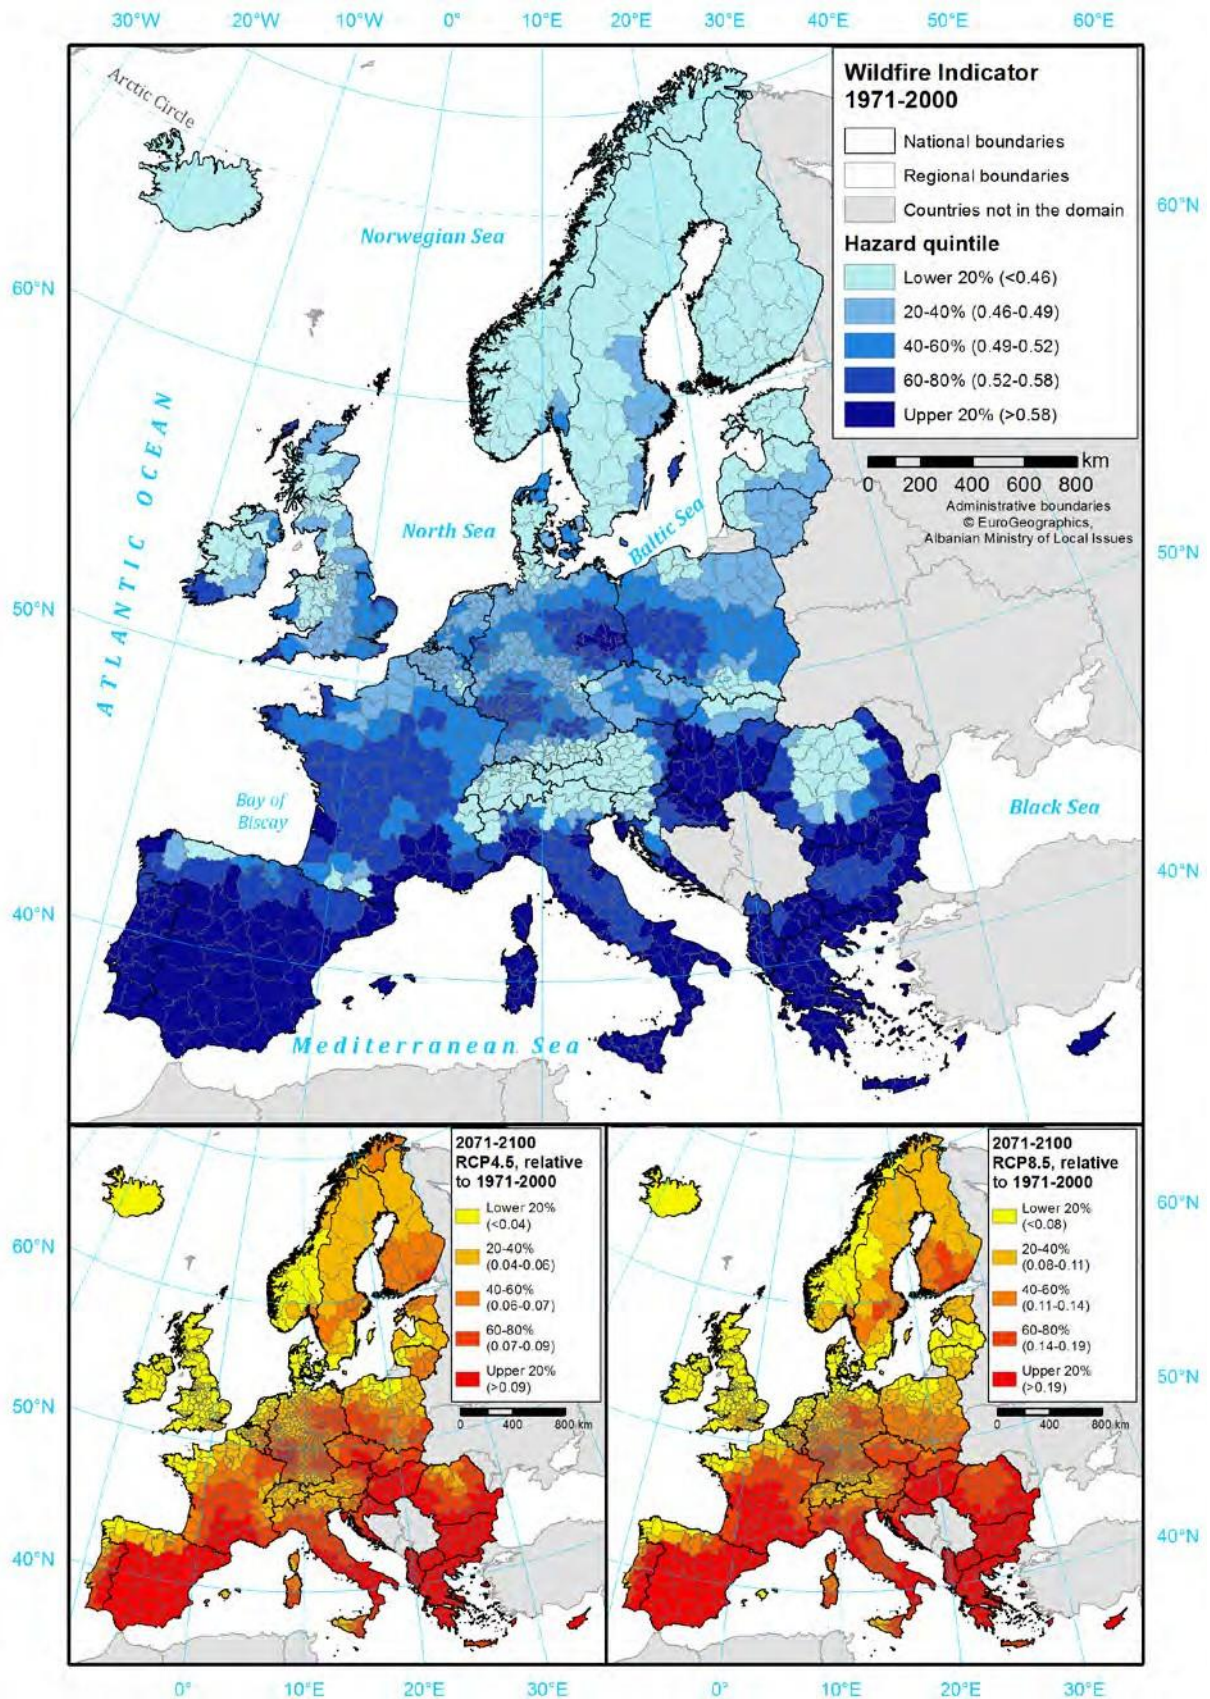 30°W 20°W 10°W 0° 10°E 20°E 30°E 40°E 50°E 60°E
Wildfire Indicator
1971-2000
National boundaries
Regional boundaries
Countries not in the domain
Hazard quintile
Lower 20% (<0.46)
20-40% (0.46-0.49)
40-60% (0.49-0.52)
60-80% (0.52-0.58)
Upper 20% (>0.58)
km
0 200 400 600 800
Administrative boundaries
© EuroGeographics,
Albanian Ministry of Local Issues
Arctic Circle
Norwegian Sea
ATLANTIC OCEAN
North Sea
Baltic Sea
Bay of
Biscay
Black Sea
Mediterranean Sea
60°N
50°N
40°N
60°N
50°N
40°N
2071-2100
RCP4.5, relative
to 1971-2000
Lower 20%
(<0.04)
20-40%
(0.04-0.06)
40-60%
(0.06-0.07)
60-80%
(0.07-0.09)
Upper 20%
(>0.09)
0 400 800 km
2071-2100
RCP8.5, relative
to 1971-2000
Lower 20%
(<0.08)
20-40%
(0.08-0.11)
40-60%
(0.11-0.14)
60-80%
(0.14-0.19)
Upper 20%
(>0.19)
0 400 800 km
60°N
50°N
40°N
60°N
50°N
40°N
0° 10°E 20°E 30°E 0° 10°E 20°E 30°E